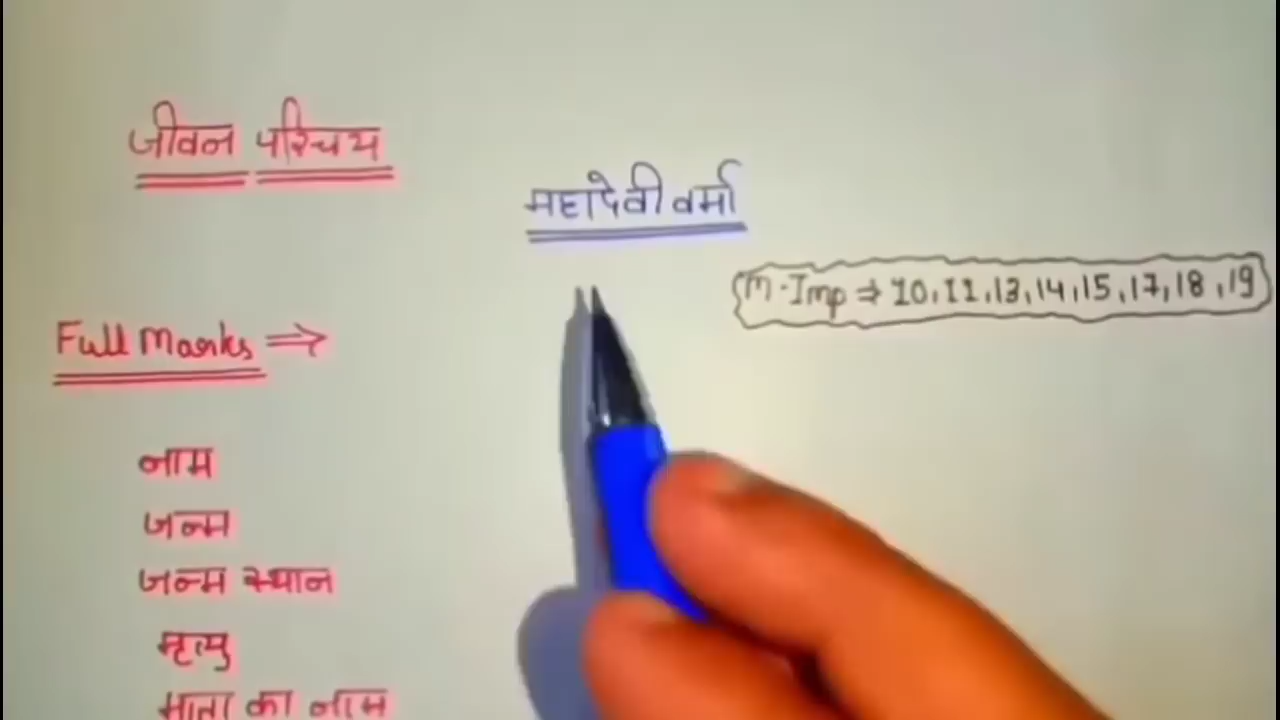 जीवन परिचय
महादेवी वर्मा
M.Imp ⇒ 10,11,13,14,15,17,18,19
Full Marks ⇒
नाम
जन्म
जन्म स्थान
मृत्यु
माता का नाम